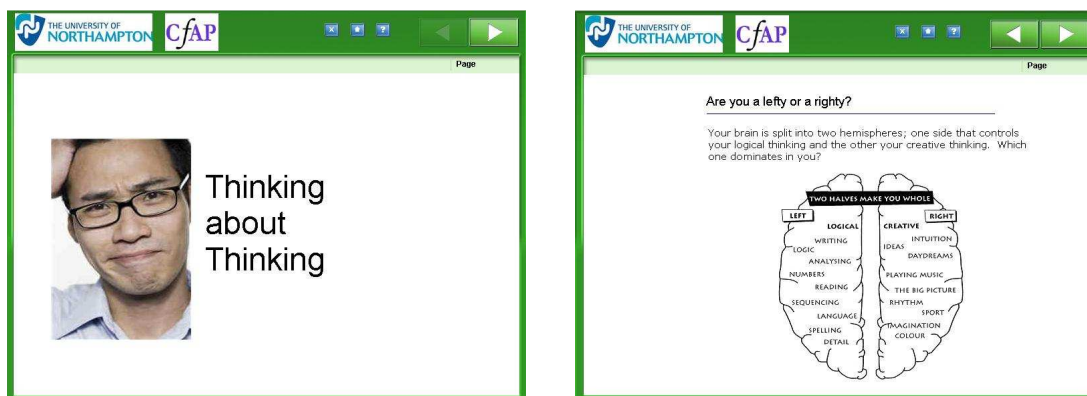 THE UNIVERSITY OF
NORTHAMPTON
CfAP
x
?
Page
Thinking
about
Thinking
THE UNIVERSITY OF
NORTHAMPTON
CfAP
x
?
Page
Are you a lefty or a righty?
Your brain is split into two hemispheres; one side that controls
your logical thinking and the other your creative thinking. Which
one dominates in you?
TWO HALVES MAKE YOU WHOLE
LEFT
LOGICAL
WRITING
LOGIC
ANALYSING
NUMBERS
READING
SEQUENCING
LANGUAGE
SPELLING
DETAIL
RIGHT
CREATIVE
INTUITION
IDEAS
DAYDREAMS
PLAYING MUSIC
THE BIG PICTURE
RHYTHM
SPORT
IMAGINATION
COLOUR